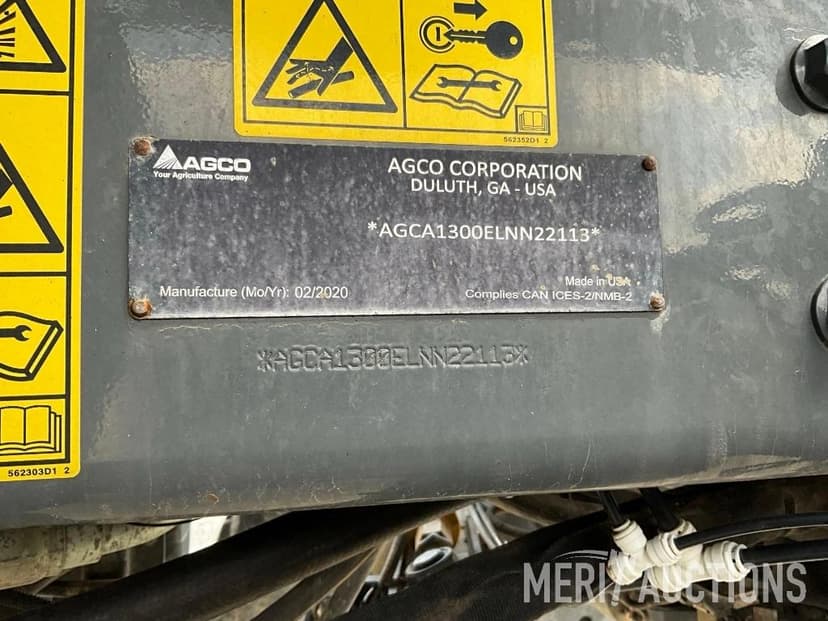 562352D1 2
AGCO
Your Agriculture Company
AGCO CORPORATION
DULUTH, GA - USA
*AGCA1300ELNN22113*
Manufacture (Mo/Yr): 02/2020
Made in USA
Complies CAN ICES-2/NMB-2
*AGCA1300ELNN22113*
562303D1 2
MERIT AUCTIONS